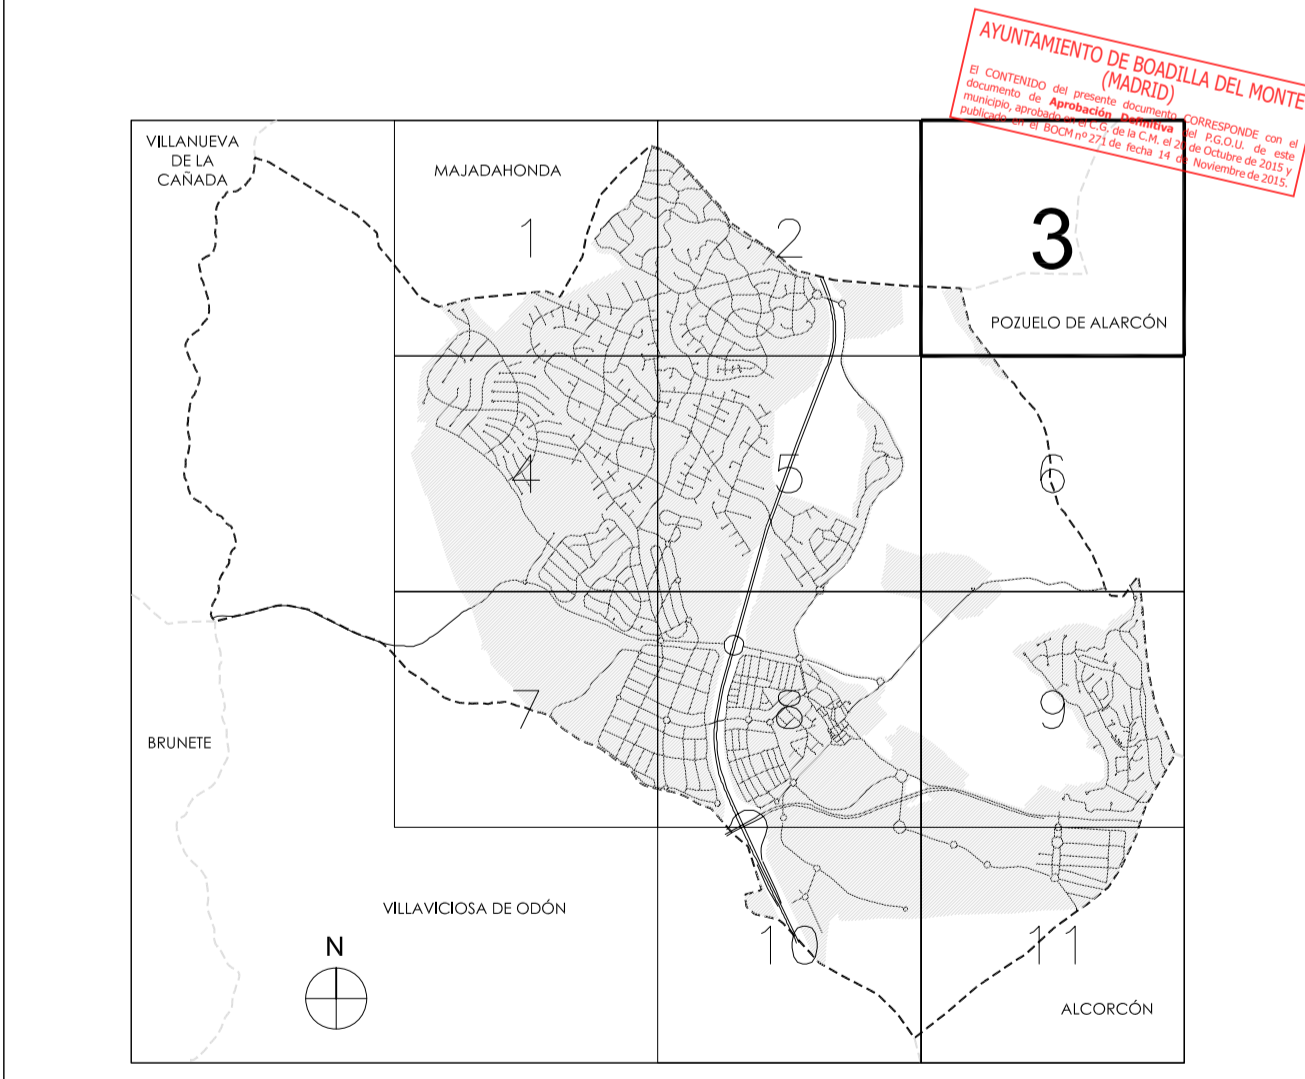 AYUNTAMIENTO DE BOADILLA DEL MONTE
(MADRID)
El CONTENIDO del presente documento CORRESPONDE con el
documento de Aprobación Definitiva del P.G.O.U. de este
municipio, aprobado en el C.G. de la C.M. el de Octubre de 2015 y
publicado en el BOCM nº 271 de fecha 14 de Noviembre de 2015.
VILLANUEVA
DE LA
CAÑADA
MAJADAHONDA
1
2
3
POZUELO DE ALARCÓN
4
5
6
7
8
9
BRUNETE
VILLAVICIOSA DE ODÓN
N
10
11
ALCORCÓN